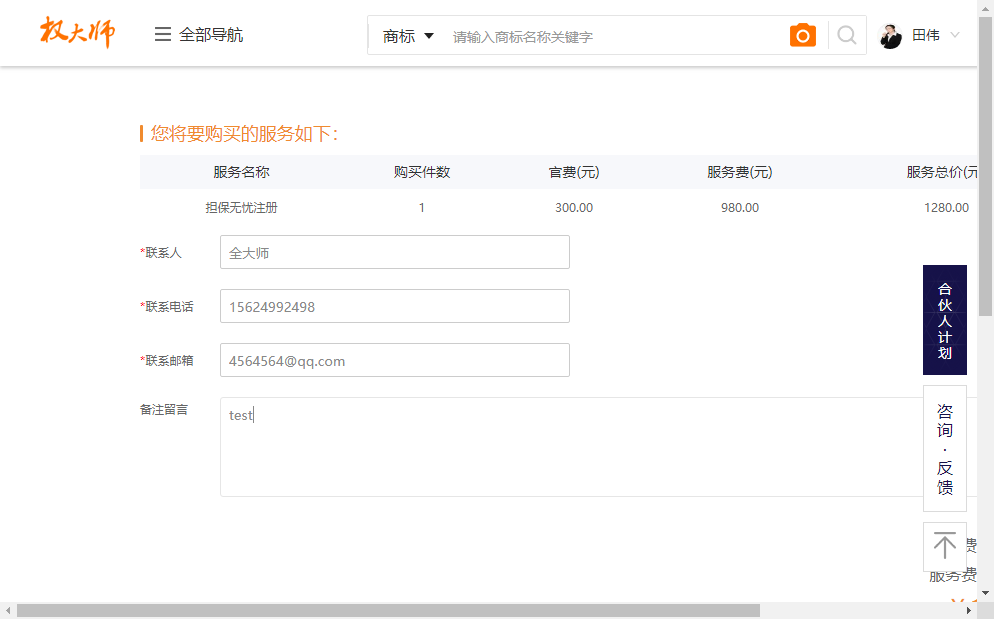 权大师
全部导航
商标
请输入商标名称关键字
田伟
您将要购买的服务如下:
服务名称 购买件数 官费(元) 服务费(元) 服务总价(元
担保无忧注册 1 300.00 980.00 1280.00
*联系人 全大师
*联系电话 15624992498
*联系邮箱 4564564@qq.com
备注留言 test
合伙人计划
咨询·反馈
费
服务费